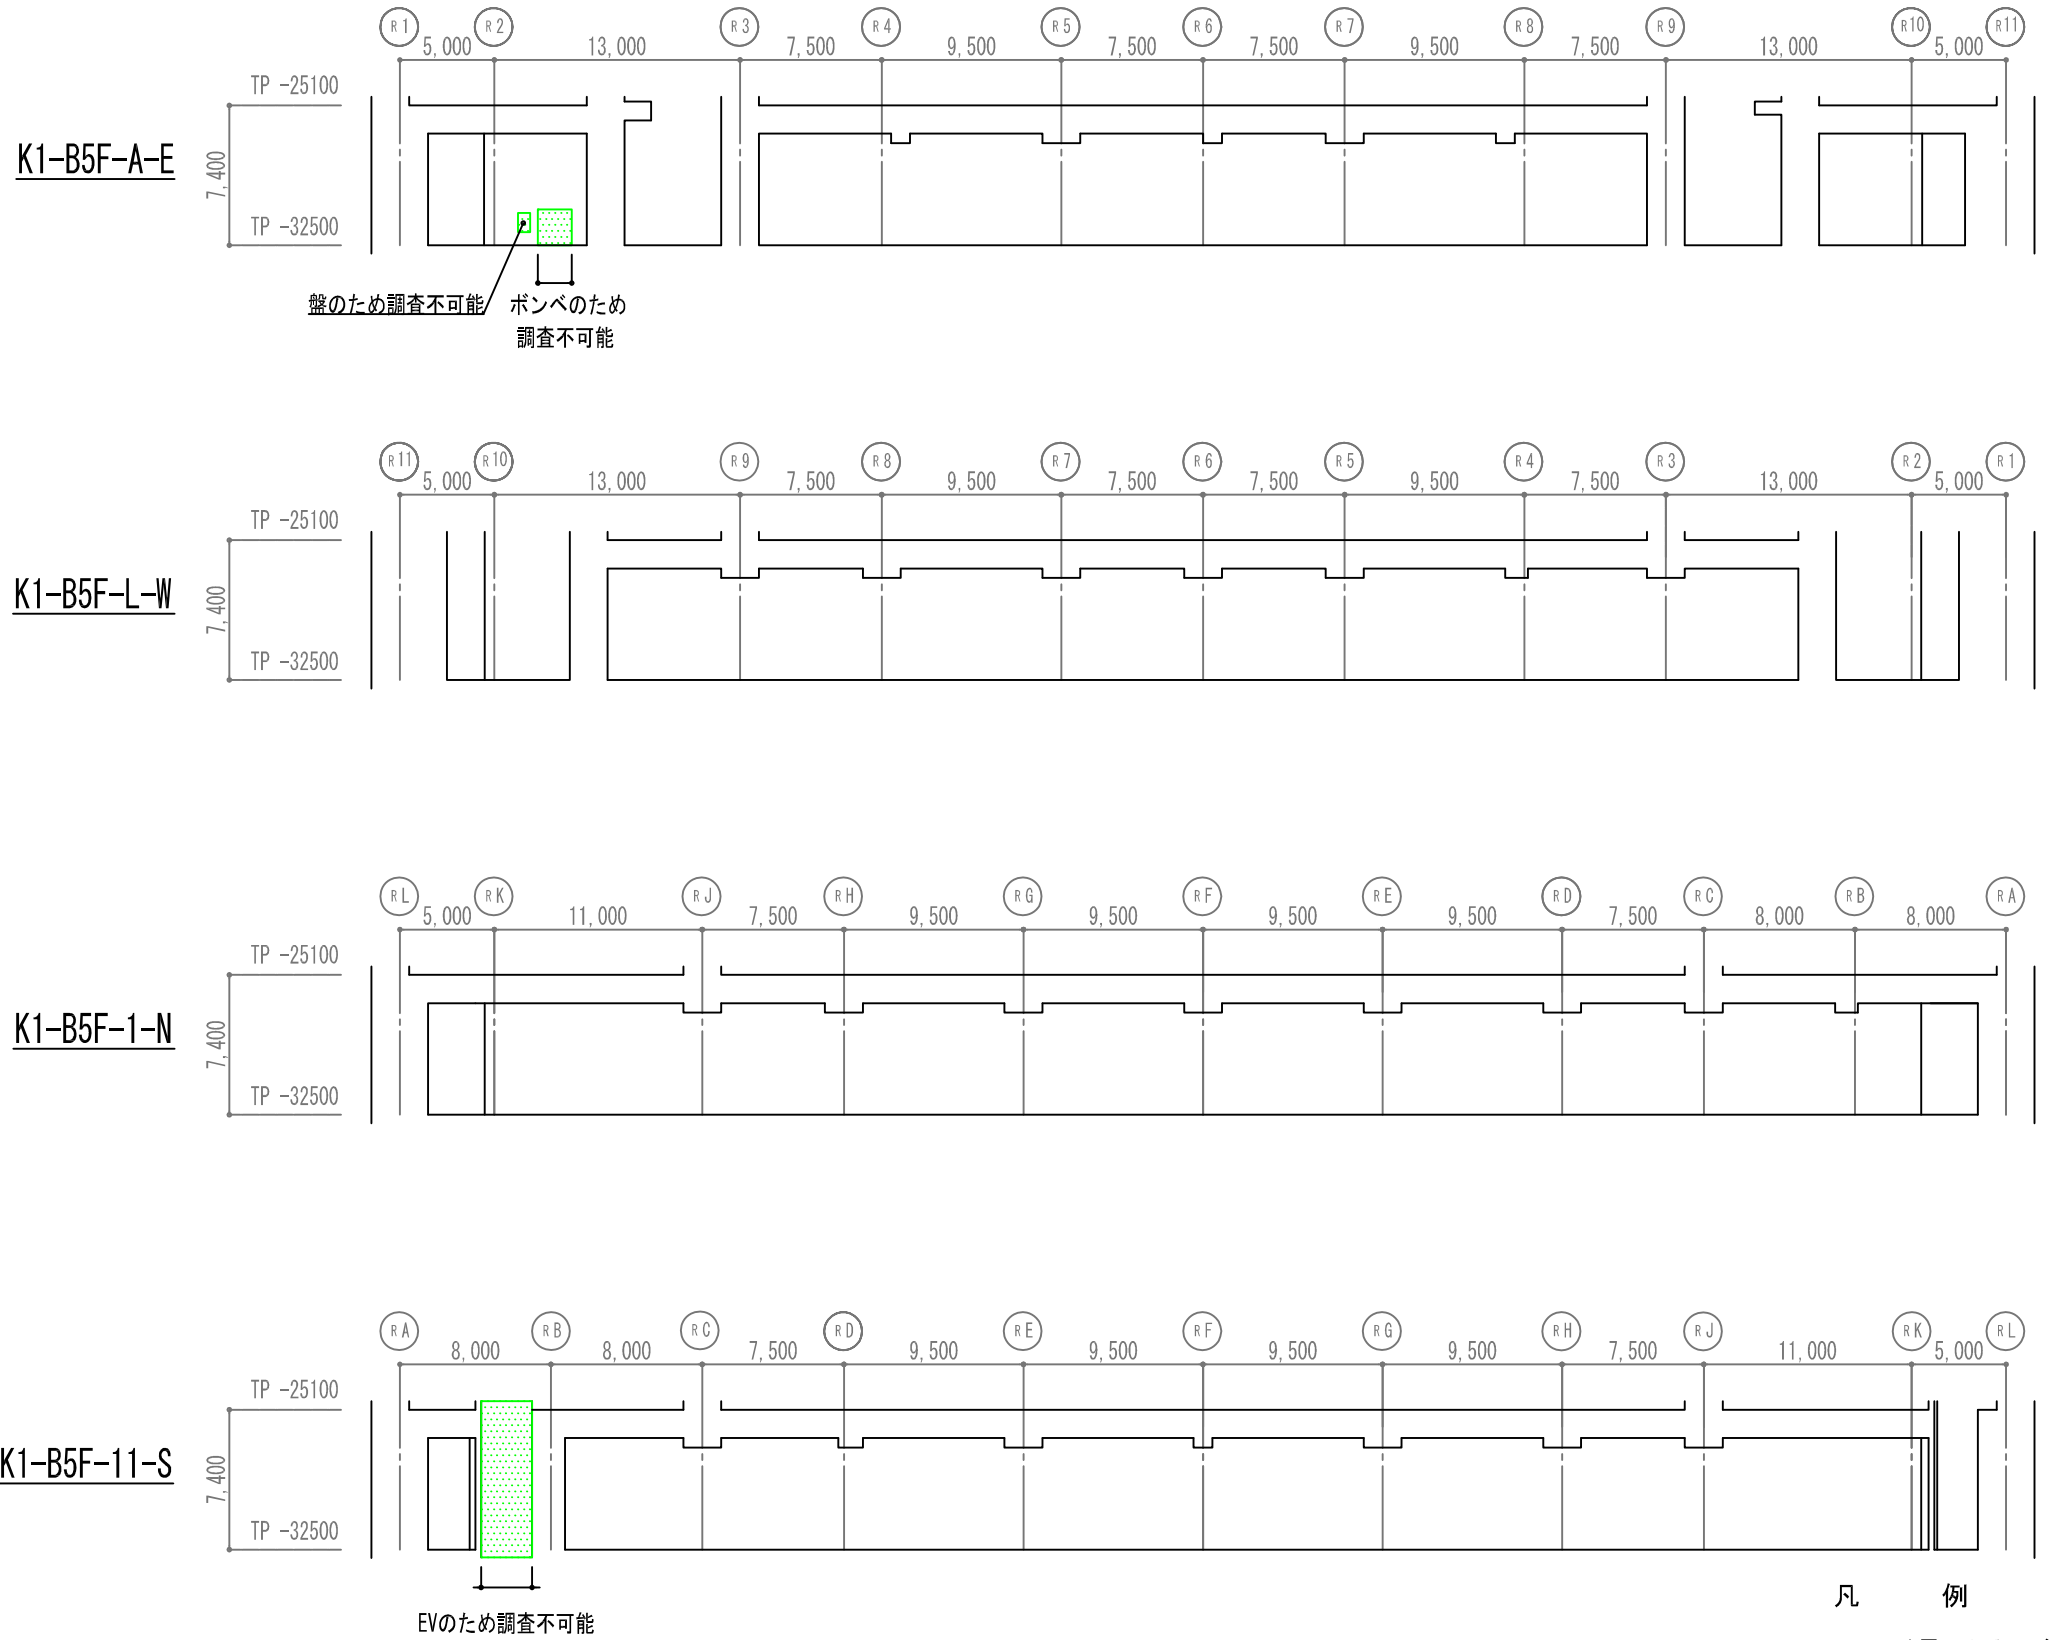 R1 R2 R3 R4 R5 R6 R7 R8 R9 R10 R11
5,000 13,000 7,500 9,500 7,500 7,500 9,500 7,500 13,000 5,000
TP -25100
K1-B5F-A-E
7,400
TP -32500
盤のため調査不可能
ボンベのため
調査不可能
R11 R10 R9 R8 R7 R6 R5 R4 R3 R2 R1
5,000 13,000 7,500 9,500 7,500 7,500 9,500 7,500 13,000 5,000
TP -25100
K1-B5F-L-W
7,400
TP -32500
RL RK RJ RH RG RF RE RD RC RB RA
5,000 11,000 7,500 9,500 9,500 9,500 9,500 7,500 8,000 8,000
TP -25100
K1-B5F-1-N
7,400
TP -32500
RA RB RC RD RE RF RG RH RJ RK RL
8,000 8,000 7,500 9,500 9,500 9,500 9,500 7,500 11,000 5,000
TP -25100
K1-B5F-11-S
7,400
TP -32500
EVのため調査不可能
凡 例